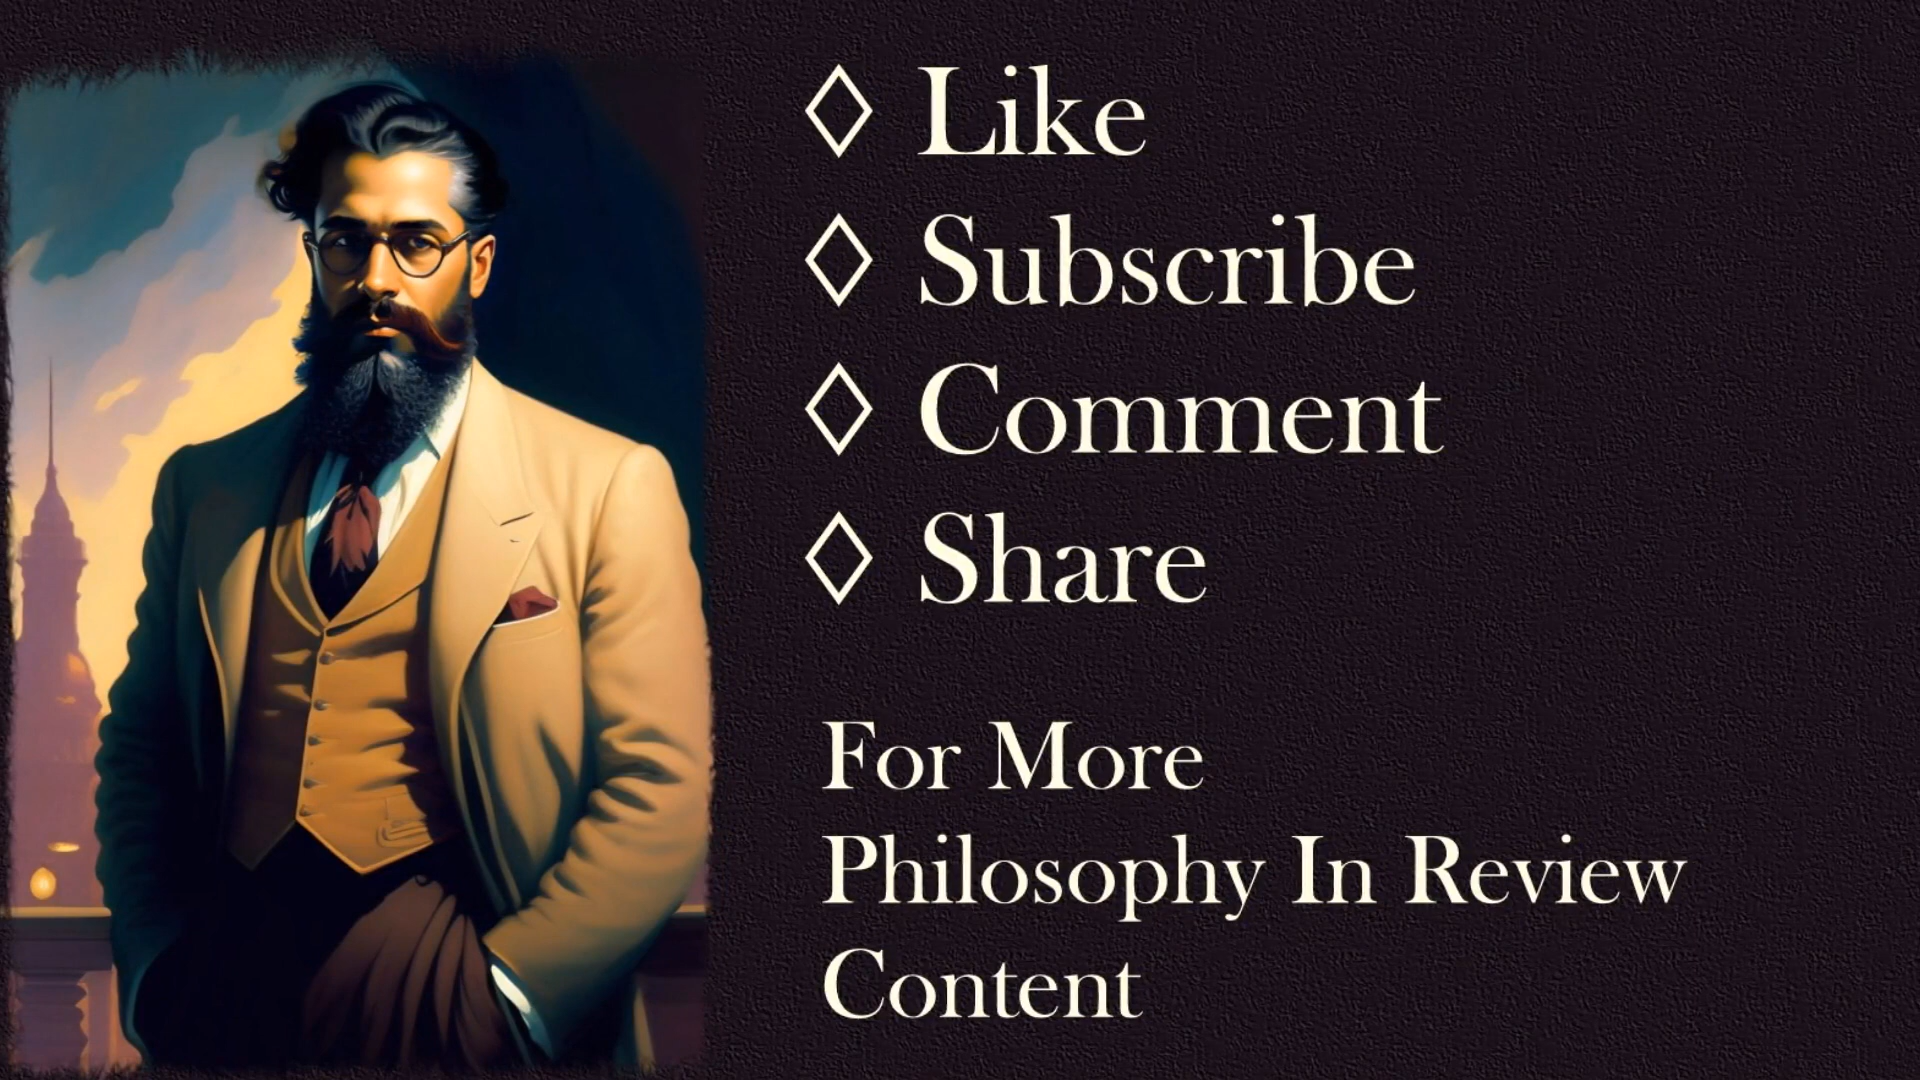 ◊ Like
◊ Subscribe
◊ Comment
◊ Share
For More
Philosophy In Review
Content